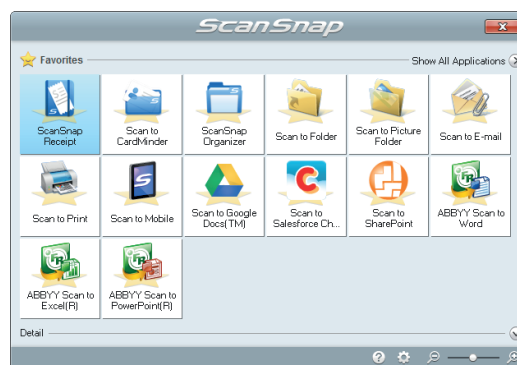 ScanSnap
Favorites
Show All Applications
ScanSnap
Receipt
Scan to
CardMinder
ScanSnap
Organizer
Scan to Folder
Scan to Picture
Folder
Scan to E-mail
Scan to Print
Scan to Mobile
Scan to Google
Docs(TM)
Scan to
Salesforce Ch...
Scan to
SharePoint
ABBYY Scan to
Word
ABBYY Scan to
Excel(R)
ABBYY Scan to
PowerPoint(R)
Detail